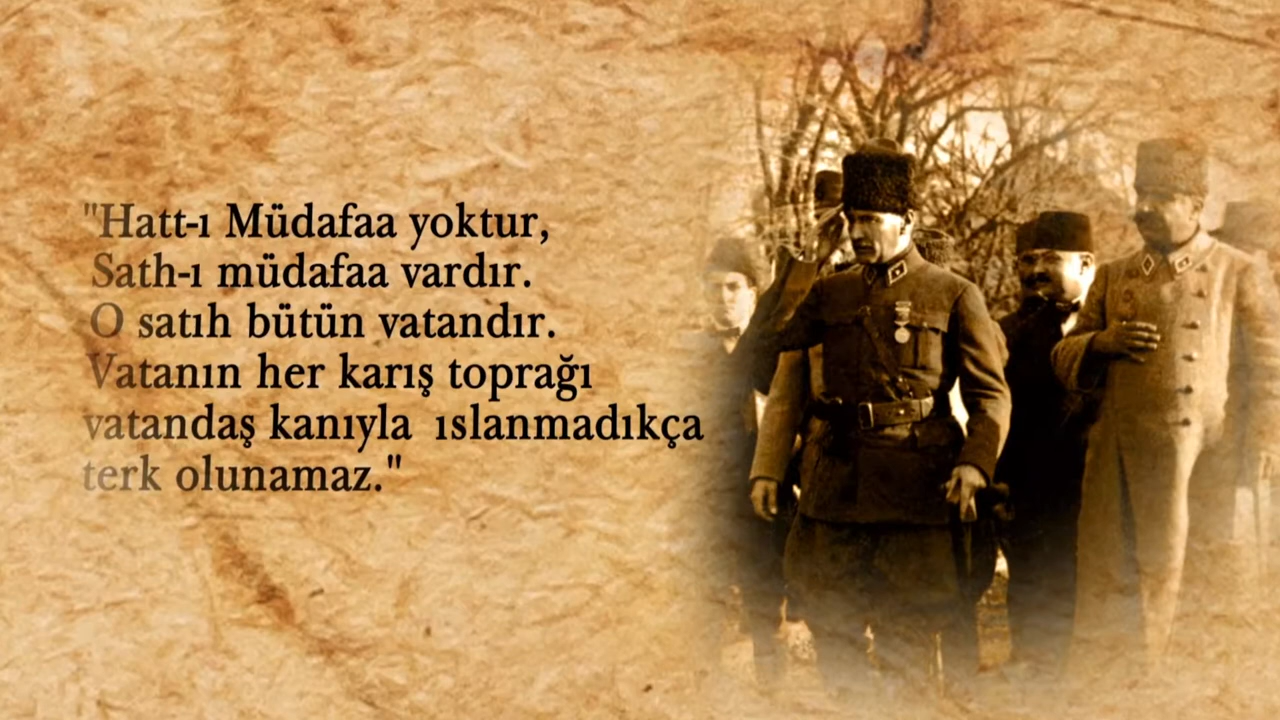 "Hatt-ı Müdafaa yoktur,
Sath-ı müdafaa vardır.
O satıh bütün vatandır.
Vatanın her karış toprağı
vatandaş kanıyla ıslanmadıkça
terk olunamaz."